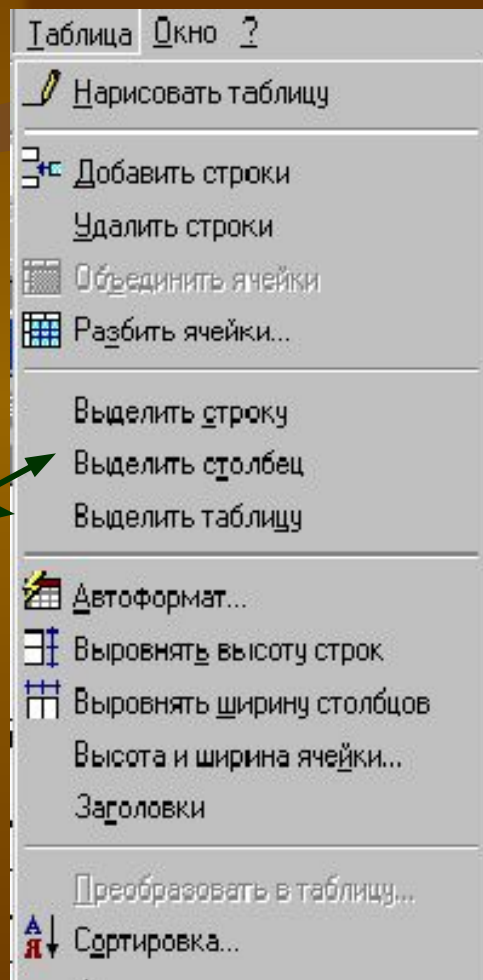 Таблица Окно ?
Нарисовать таблицу
Добавить строки
Удалить строки
Объединить ячейки
Разбить ячейки...
Выделить строку
Выделить столбец
Выделить таблицу
Автоформат...
Выровнять высоту строк
Выровнять ширину столбцов
Высота и ширина ячейки...
Заголовки
Преобразовать в таблицу...
Сортировка...